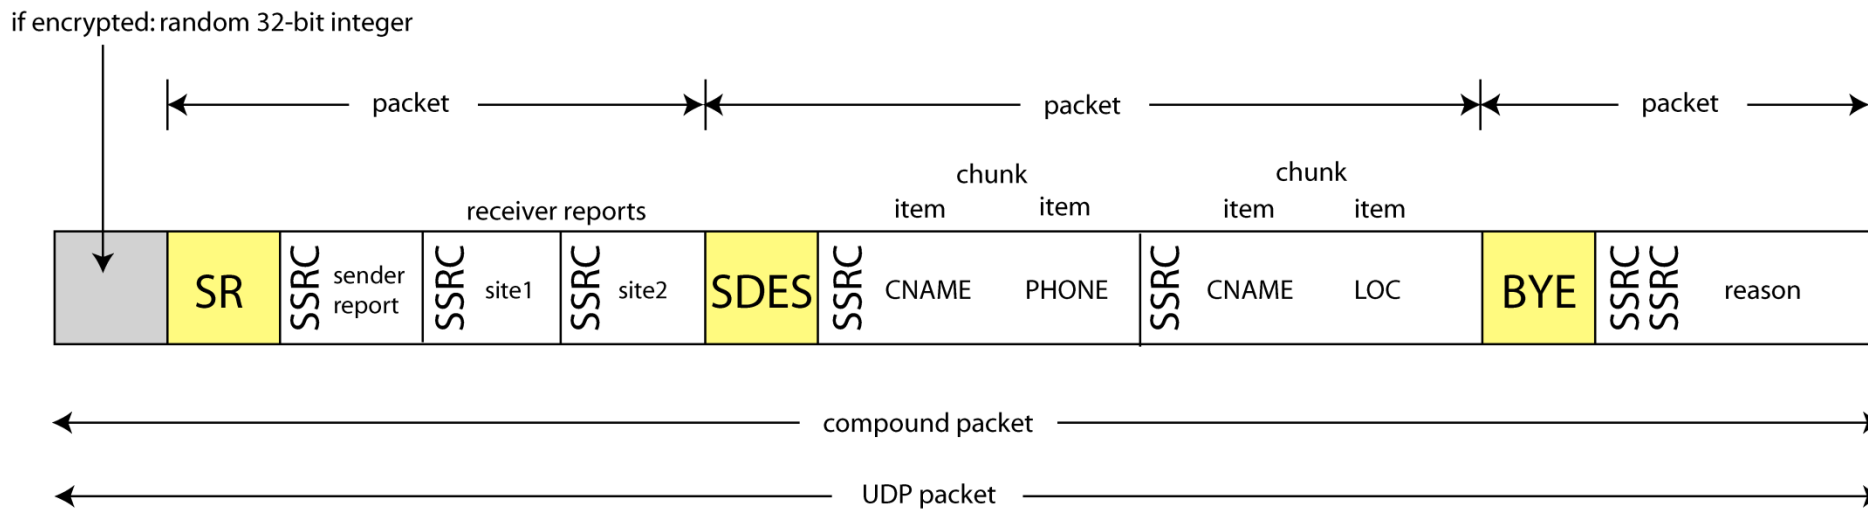 if encrypted: random 32-bit integer
packet
packet
packet
chunk
chunk
receiver reports
item
item
item
item
SR
SSRC
sender
report
SSRC
site1
SSRC
site2
SDES
SSRC
CNAME
PHONE
SSRC
CNAME
LOC
BYE
SSRC
SSRC
reason
compound packet
UDP packet